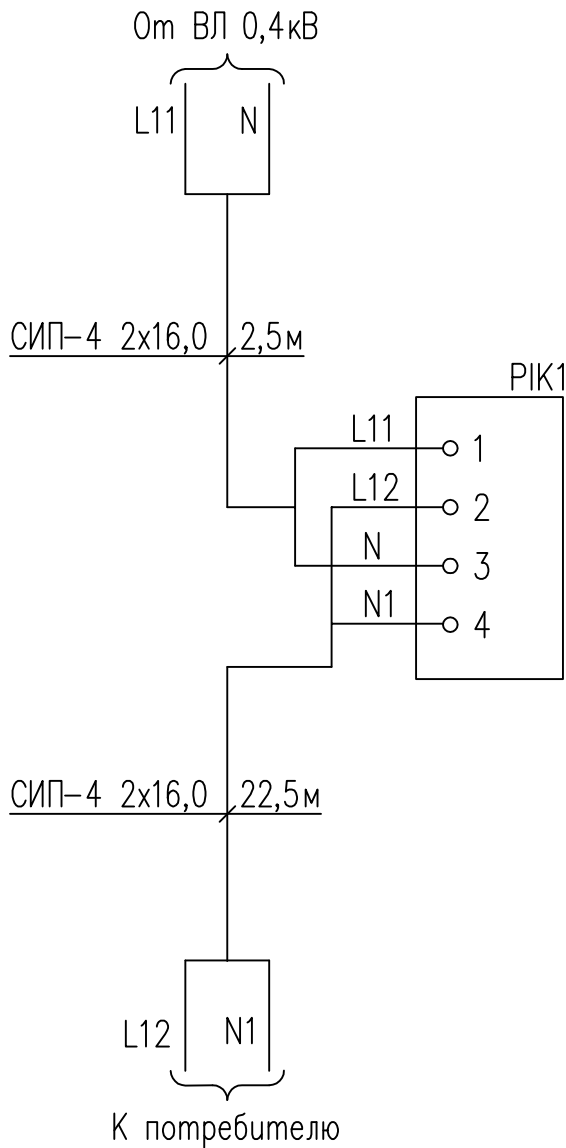 От ВЛ 0,4кВ
L11 N
СИП-4 2х16,0 2,5м
PIK1
L11 1
L12 2
N 3
N1 4
СИП-4 2х16,0 22,5м
L12 N1
К потребителю